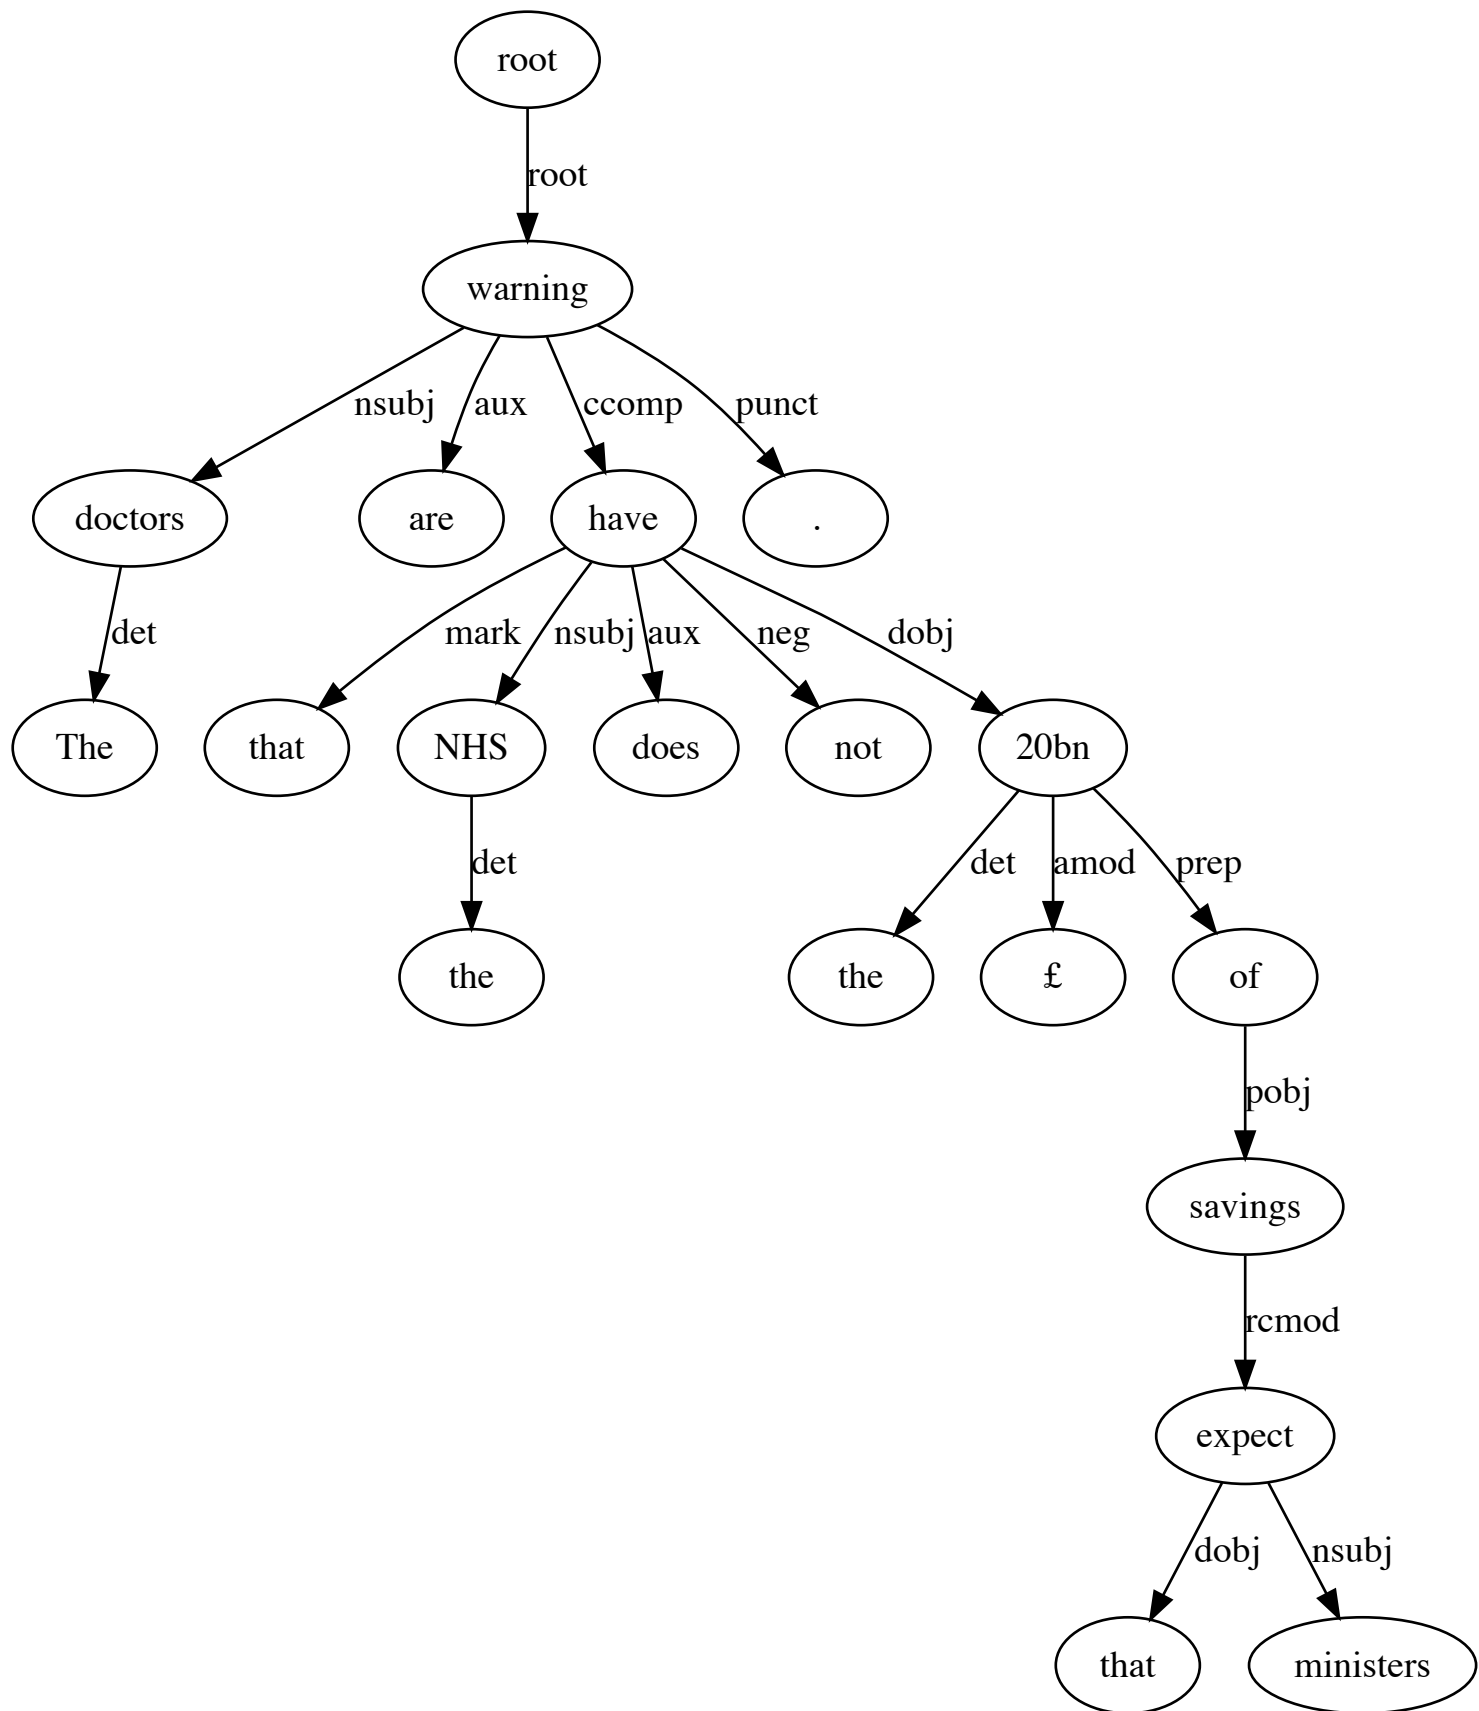 root
root
warning
nsubj aux ccomp punct
doctors are have .
det mark nsubj aux neg dobj
The that NHS does not 20bn
det det amod prep
the the £ of
pobj
savings
rcmod
expect
dobj nsubj
that ministers